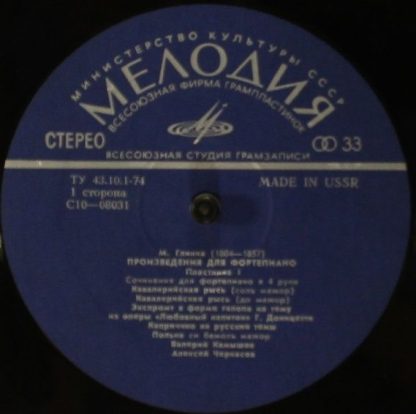 МИНИСТЕРСТВО КУЛЬТУРЫ СССР
МЕЛОДИЯ
ВСЕСОЮЗНАЯ ФИРМА ГРАМПЛАСТИНОК
СТЕРЕО
33
ВСЕСОЮЗНАЯ СТУДИЯ ГРАМЗАПИСИ
ТУ 43.10.1-74
MADE IN USSR
1 сторона
С10—08031
М. Глинка (1804—1857)
ПРОИЗВЕДЕНИЯ ДЛЯ ФОРТЕПИАНО
Пластинка 1
Сочинения для фортепиано в 4 руки
Кавалерийская рысь (соль мажор)
Кавалерийская рысь (до мажор)
Экспромт в форме галопа на тему
из оперы «Любовный напиток» Г. Доницетти
Каприччио на русские темы
Полька си бемоль мажор
Валерий Камышов
Алексей Черкасов